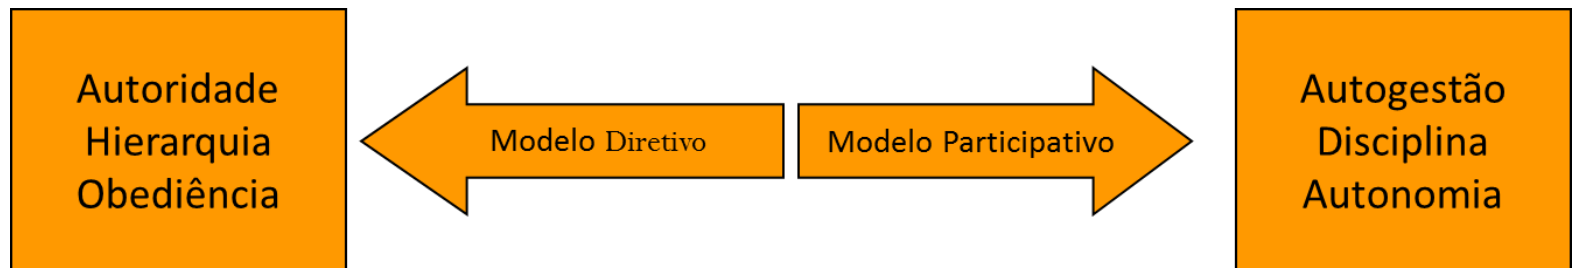 Autoridade
Hierarquia
Obediência
Modelo Diretivo
Modelo Participativo
Autogestão
Disciplina
Autonomia